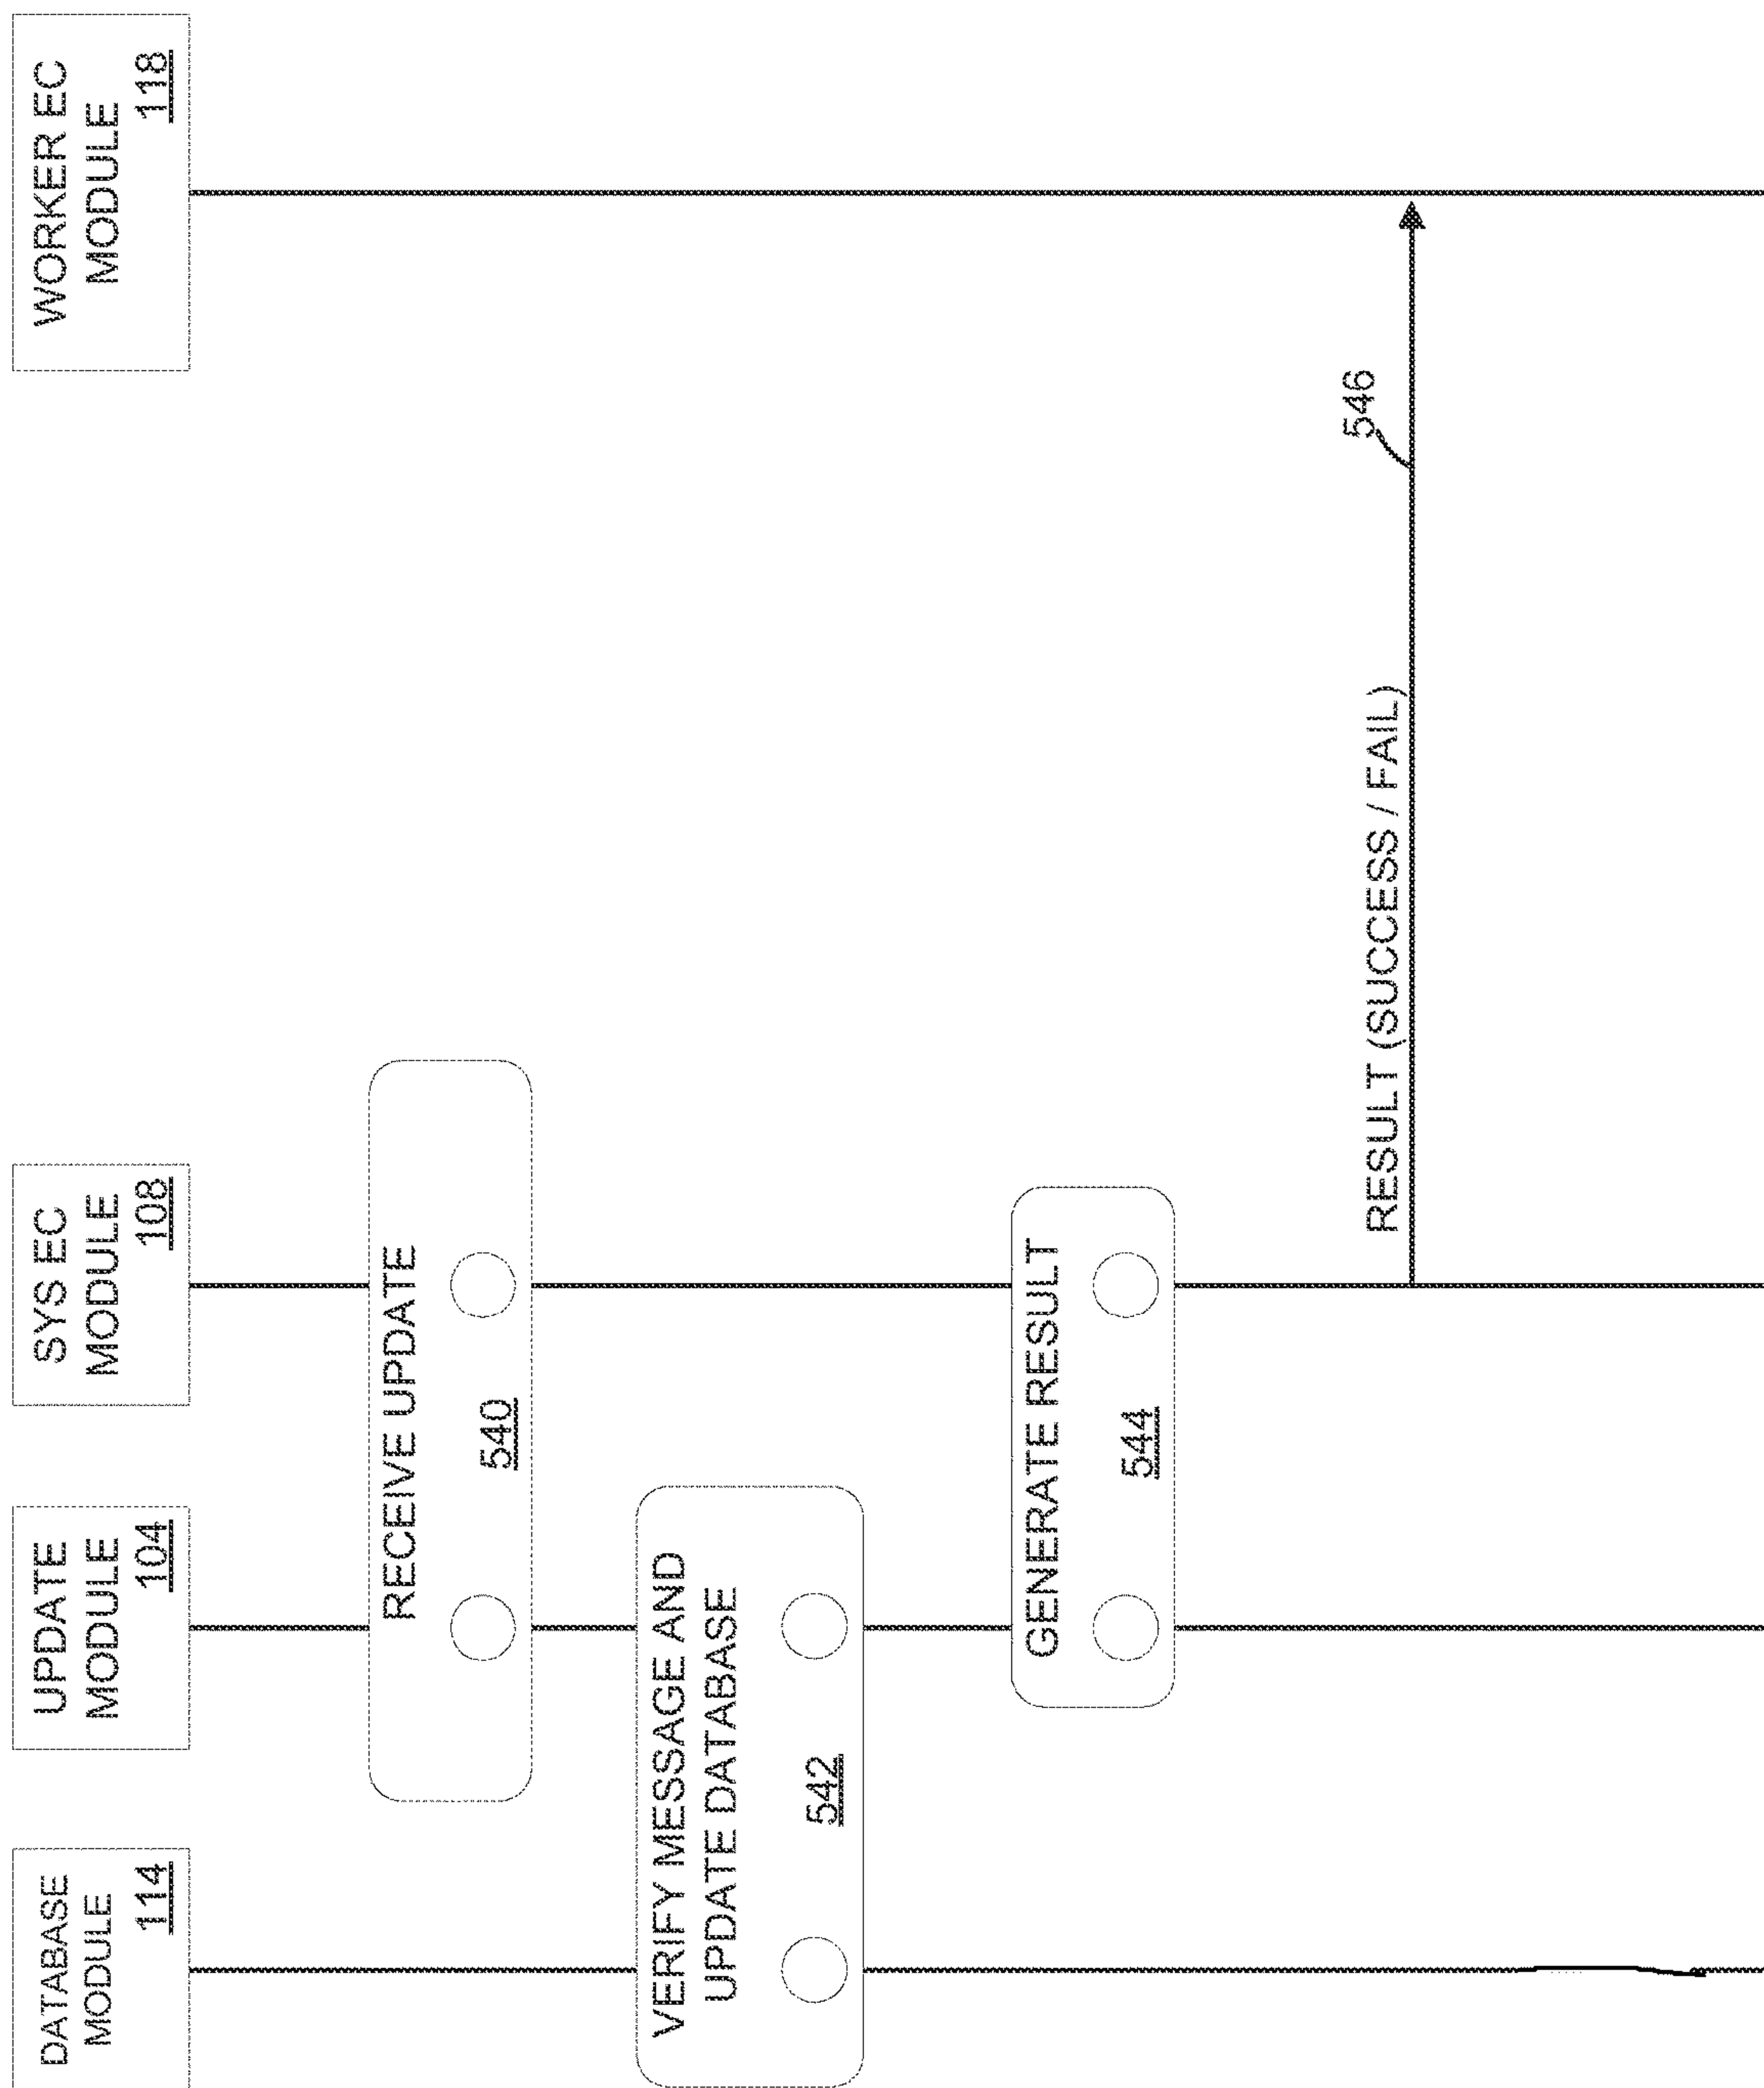 DATABASE
MODULE
114
UPDATE
MODULE
104
SYS EC
MODULE
108
WORKER EC
MODULE
118
RECEIVE UPDATE
540
VERIFY MESSAGE AND
UPDATE DATABASE
542
GENERATE RESULT
544
RESULT (SUCCESS / FAIL)
546